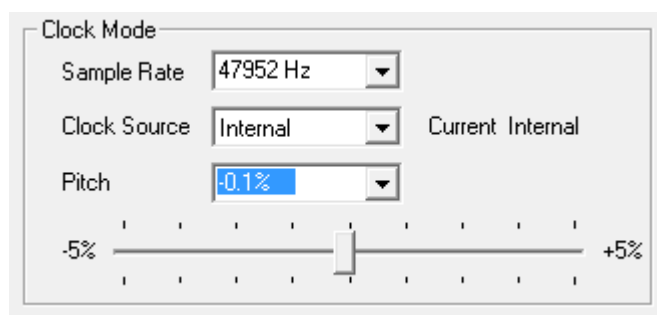 Clock Mode
Sample Rate 47952 Hz
Clock Source Internal Current Internal
Pitch -0.1%
-5% +5%